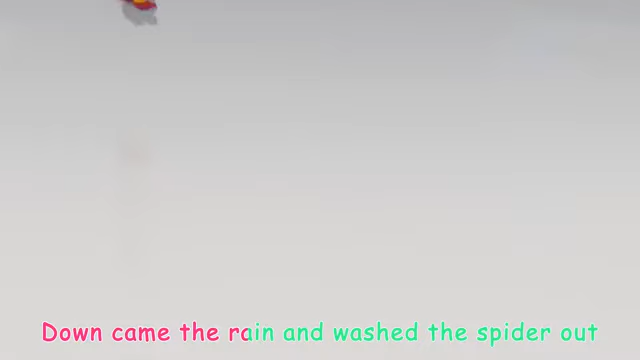 Down came the rain and washed the spider out